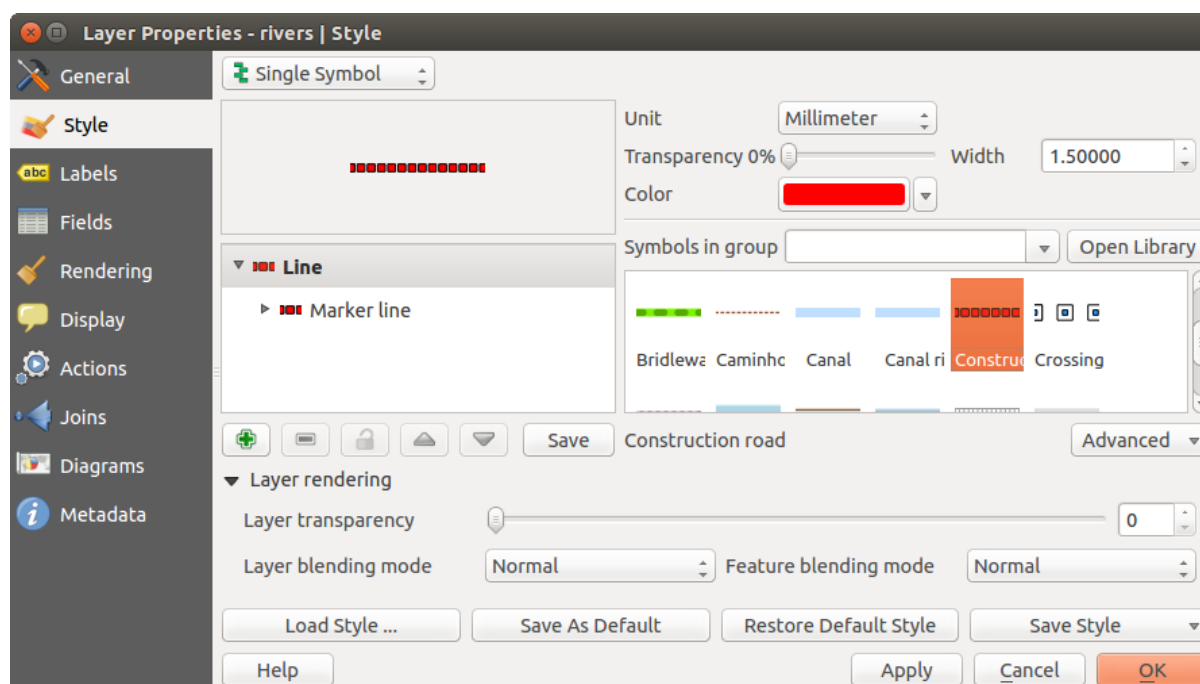 Layer Properties - rivers | Style
General
Style
abc Labels
Fields
Rendering
Display
Actions
Joins
Diagrams
i Metadata
Single Symbol
Unit Millimeter
Transparency 0% Width 1.50000
Color
Line
Marker line
Symbols in group Open Library
Bridlewa Caminho Canal Canal ri Construc Crossing
Save Construction road Advanced
Layer rendering
Layer transparency 0
Layer blending mode Normal Feature blending mode Normal
Load Style ... Save As Default Restore Default Style Save Style
Help Apply Cancel OK